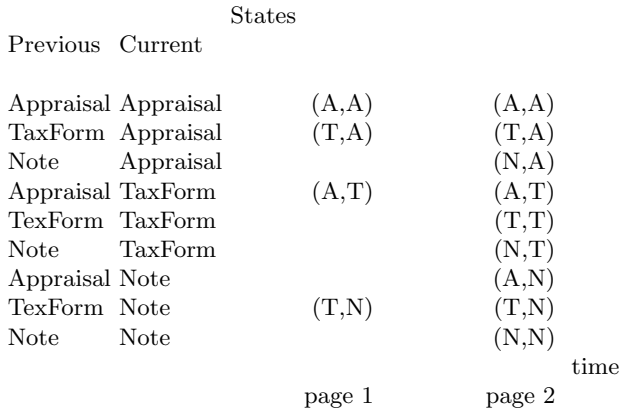 States
Previous Current
Appraisal Appraisal (A,A) (A,A)
TaxForm Appraisal (T,A) (T,A)
Note Appraisal (N,A)
Appraisal TaxForm (A,T) (A,T)
TexForm TaxForm (T,T)
Note TaxForm (N,T)
Appraisal Note (A,N)
TexForm Note (T,N) (T,N)
Note Note (N,N)
time
page 1 page 2